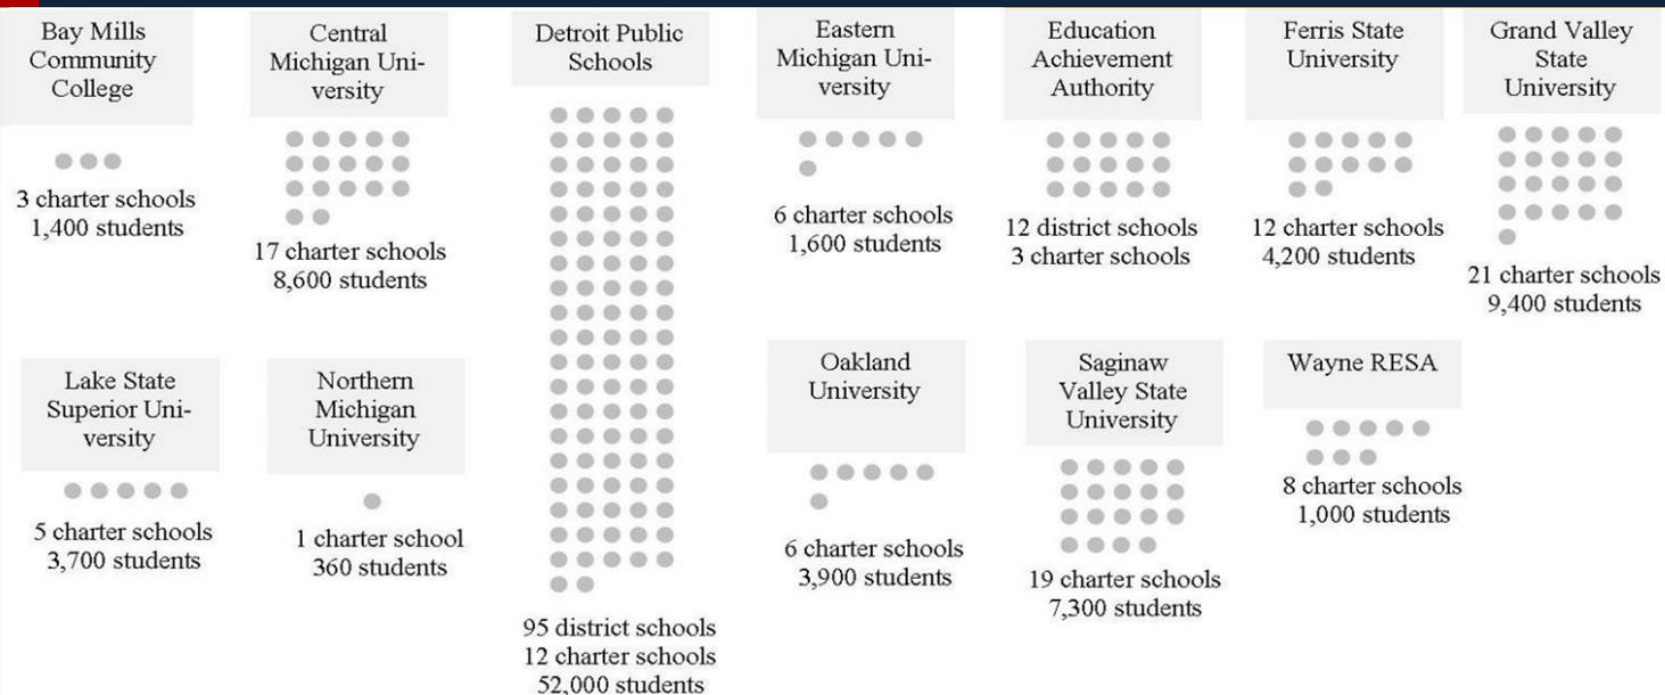 Bay Mills
Community
College
3 charter schools
1,400 students
Central
Michigan Uni-
versity
17 charter schools
8,600 students
Detroit Public
Schools
95 district schools
12 charter schools
52,000 students
Eastern
Michigan Uni-
versity
6 charter schools
1,600 students
Education
Achievement
Authority
12 district schools
3 charter schools
Ferris State
University
12 charter schools
4,200 students
Grand Valley
State
University
21 charter schools
9,400 students
Lake State
Superior Uni-
versity
5 charter schools
3,700 students
Northern
Michigan
University
1 charter school
360 students
Oakland
University
6 charter schools
3,900 students
Saginaw
Valley State
University
19 charter schools
7,300 students
Wayne RESA
8 charter schools
1,000 students